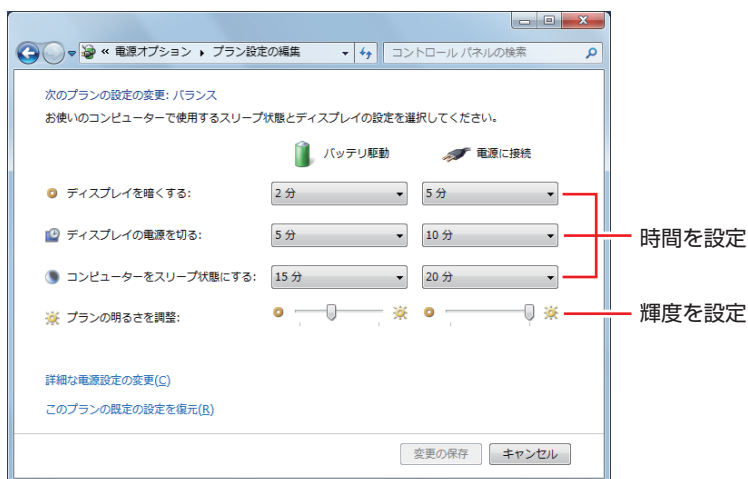 « 電源オプション ▸ プラン設定の編集
コントロール パネルの検索
次のプランの設定の変更: バランス
お使いのコンピューターで使用するスリープ状態とディスプレイの設定を選択してください。
バッテリ駆動 電源に接続
ディスプレイを暗くする: 2 分 5 分
ディスプレイの電源を切る: 5 分 10 分
時間を設定
コンピューターをスリープ状態にする: 15 分 20 分
プランの明るさを調整:
輝度を設定
詳細な電源設定の変更(C)
このプランの既定の設定を復元(R)
変更の保存 キャンセル